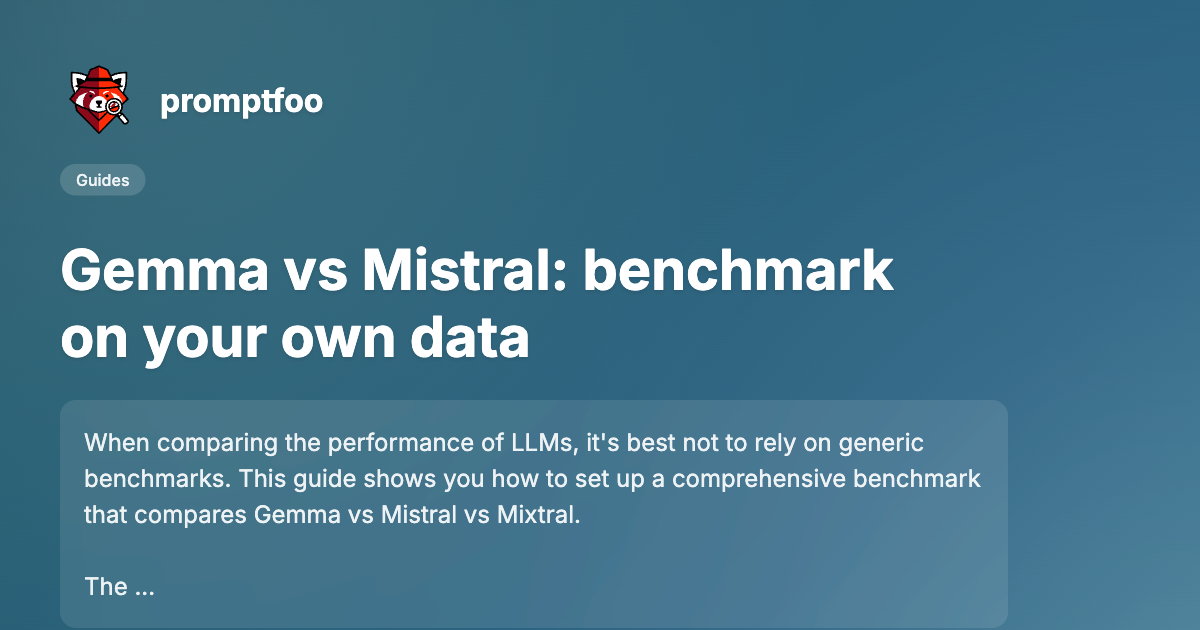 promptfoo
Guides
Gemma vs Mistral: benchmark
on your own data
When comparing the performance of LLMs, it's best not to rely on generic
benchmarks. This guide shows you how to set up a comprehensive benchmark
that compares Gemma vs Mistral vs Mixtral.
The ...